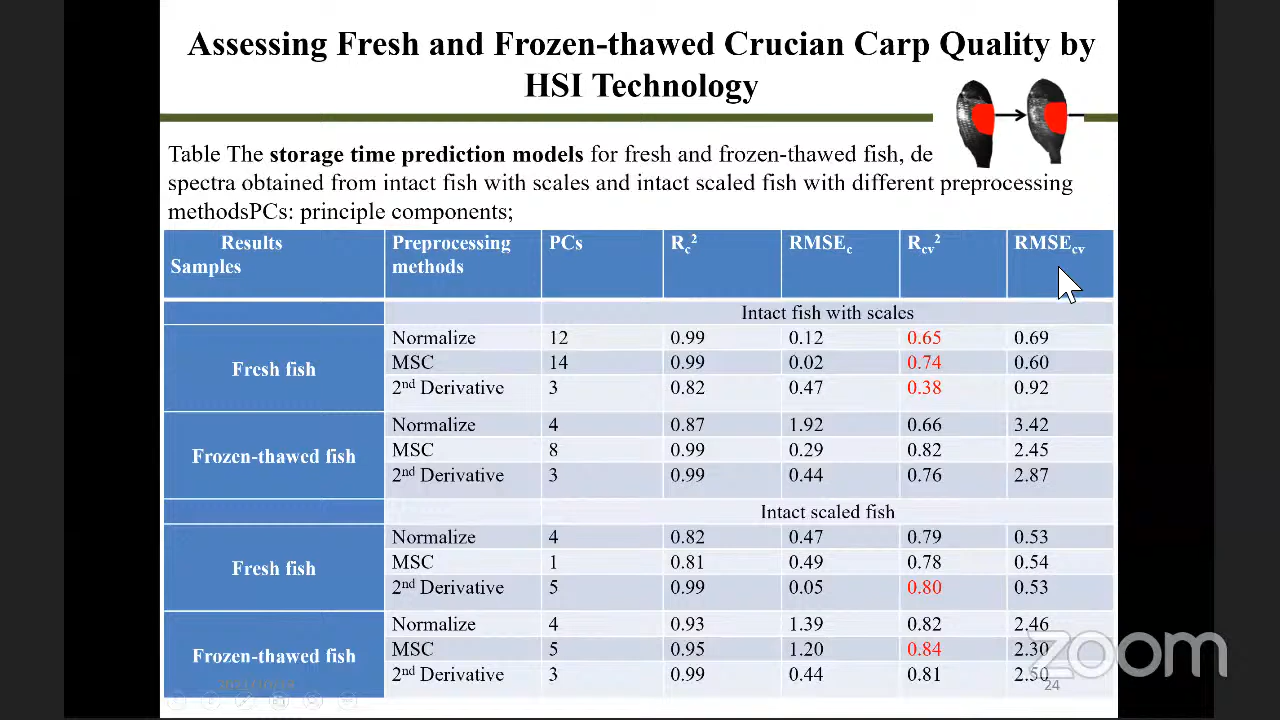 Assessing Fresh and Frozen-thawed Crucian Carp Quality by
HSI Technology
Table The storage time prediction models for fresh and frozen-thawed fish, de
spectra obtained from intact fish with scales and intact scaled fish with different preprocessing
methodsPCs: principle components;
Results Samples Preprocessing methods PCs Rc² RMSEc Rcv² RMSEcv
Intact fish with scales
Fresh fish
Normalize 12 0.99 0.12 0.65 0.69
MSC 14 0.99 0.02 0.74 0.60
2nd Derivative 3 0.82 0.47 0.38 0.92
Frozen-thawed fish
Normalize 4 0.87 1.92 0.66 3.42
MSC 8 0.99 0.29 0.82 2.45
2nd Derivative 3 0.99 0.44 0.76 2.87
Intact scaled fish
Fresh fish
Normalize 4 0.82 0.47 0.79 0.53
MSC 1 0.81 0.49 0.78 0.54
2nd Derivative 5 0.99 0.05 0.80 0.53
Frozen-thawed fish
Normalize 4 0.93 1.39 0.82 2.46
MSC 5 0.95 1.20 0.84 2.30
2nd Derivative 3 0.99 0.44 0.81 2.50
24
zoom